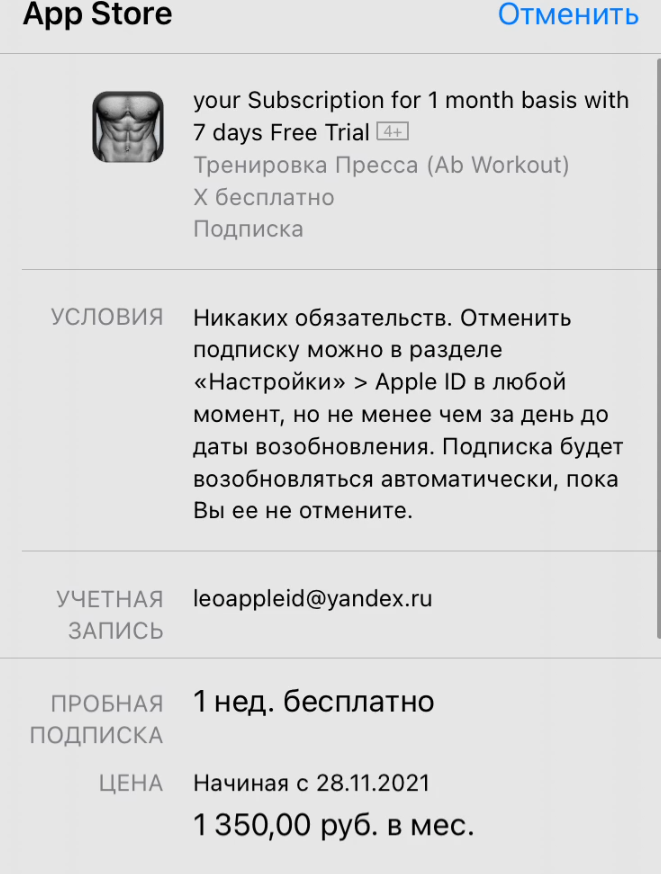 App Store
Отменить
your Subscription for 1 month basis with
7 days Free Trial 4+
Тренировка Пресса (Ab Workout)
X бесплатно
Подписка
УСЛОВИЯ
Никаких обязательств. Отменить
подписку можно в разделе
«Настройки» > Apple ID в любой
момент, но не менее чем за день до
даты возобновления. Подписка будет
возобновляться автоматически, пока
Вы ее не отмените.
УЧЕТНАЯ
ЗАПИСЬ
leoappleid@yandex.ru
ПРОБНАЯ
ПОДПИСКА
1 нед. бесплатно
ЦЕНА
Начиная с 28.11.2021
1 350,00 руб. в мес.